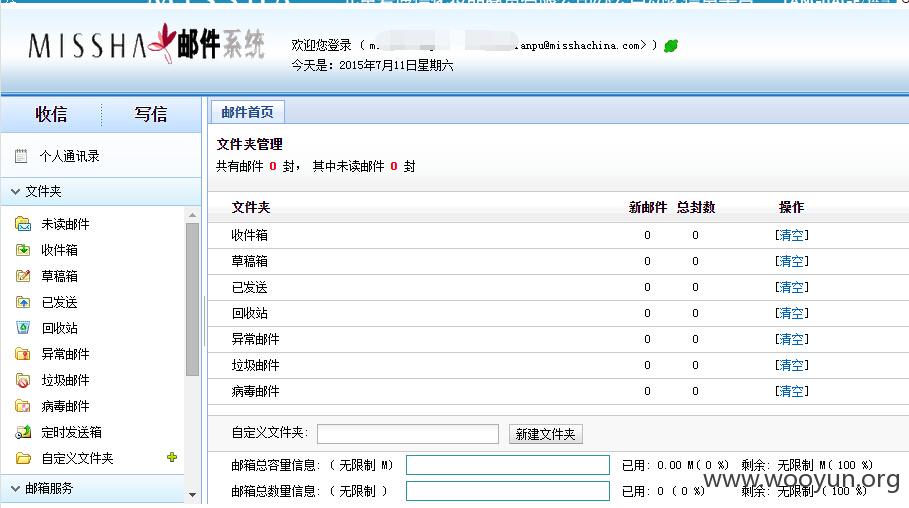 MISSHA 邮件系统
欢迎您登录 ( m ianpu@misshachina.com> )
今天是: 2015年7月11日星期六
收信 写信
邮件首页
个人通讯录
文件夹
未读邮件
收件箱
草稿箱
已发送
回收站
异常邮件
垃圾邮件
病毒邮件
定时发送箱
自定义文件夹
邮箱服务
文件夹管理
共有邮件 0 封, 其中未读邮件 0 封
文件夹 新邮件 总封数 操作
收件箱 0 0 [清空]
草稿箱 0 0 [清空]
已发送 0 0 [清空]
回收站 0 0 [清空]
异常邮件 0 0 [清空]
垃圾邮件 0 0 [清空]
病毒邮件 0 0 [清空]
自定义文件夹: 新建文件夹
邮箱总容量信息: ( 无限制 M) 已用: 0.00 M( 0 %) 剩余: 无限制 M( 100 %)
邮箱总数量信息: ( 无限制 ) 已用: 0 ( 0 %) 剩余: 无限制 ( 100 %)
www.wooyun.org